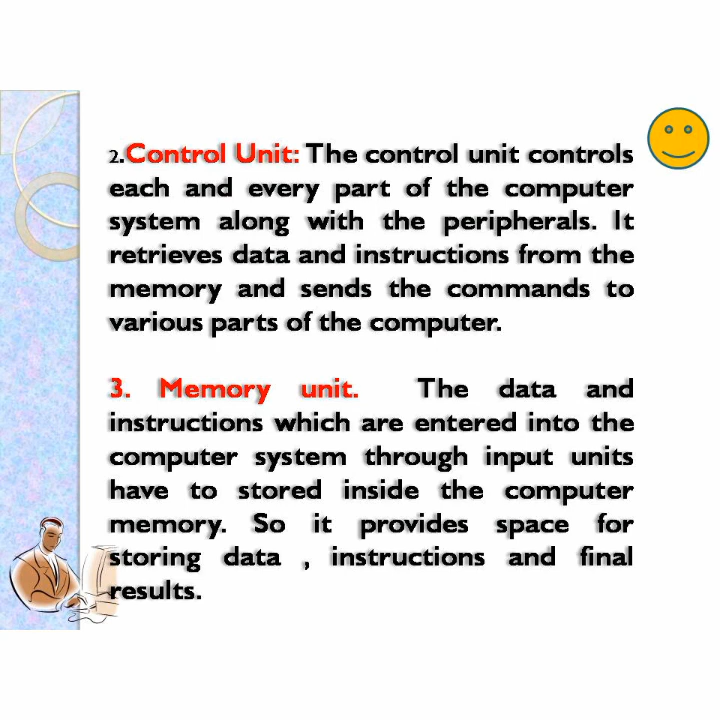 2.Control Unit: The control unit controls
each and every part of the computer
system along with the peripherals. It
retrieves data and instructions from the
memory and sends the commands to
various parts of the computer.
3. Memory unit. The data and
instructions which are entered into the
computer system through input units
have to stored inside the computer
memory. So it provides space for
storing data , instructions and final
results.